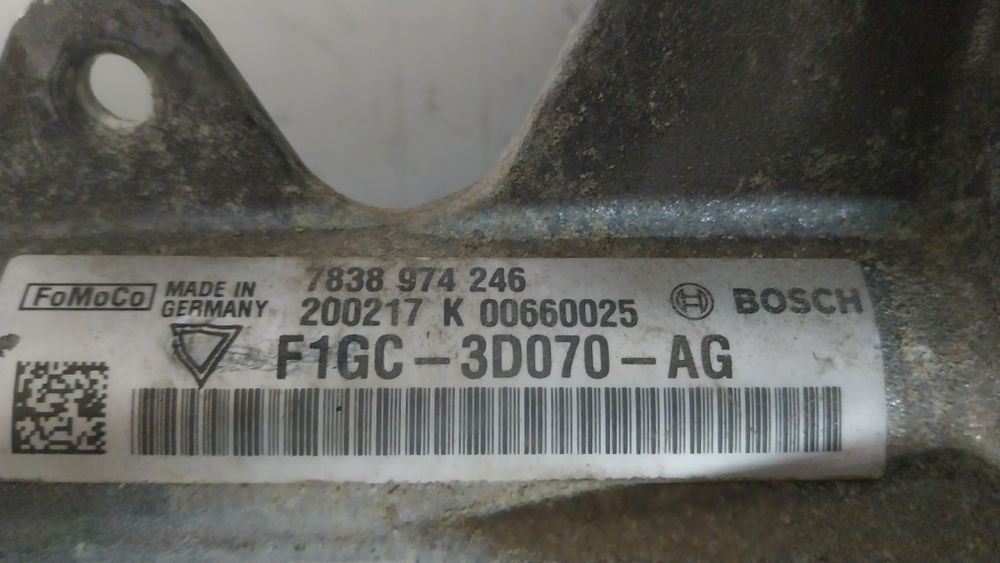 FoMoCo
MADE IN
GERMANY
7838 974 246
200217 K 00660025
BOSCH
F1GC-3D070-AG